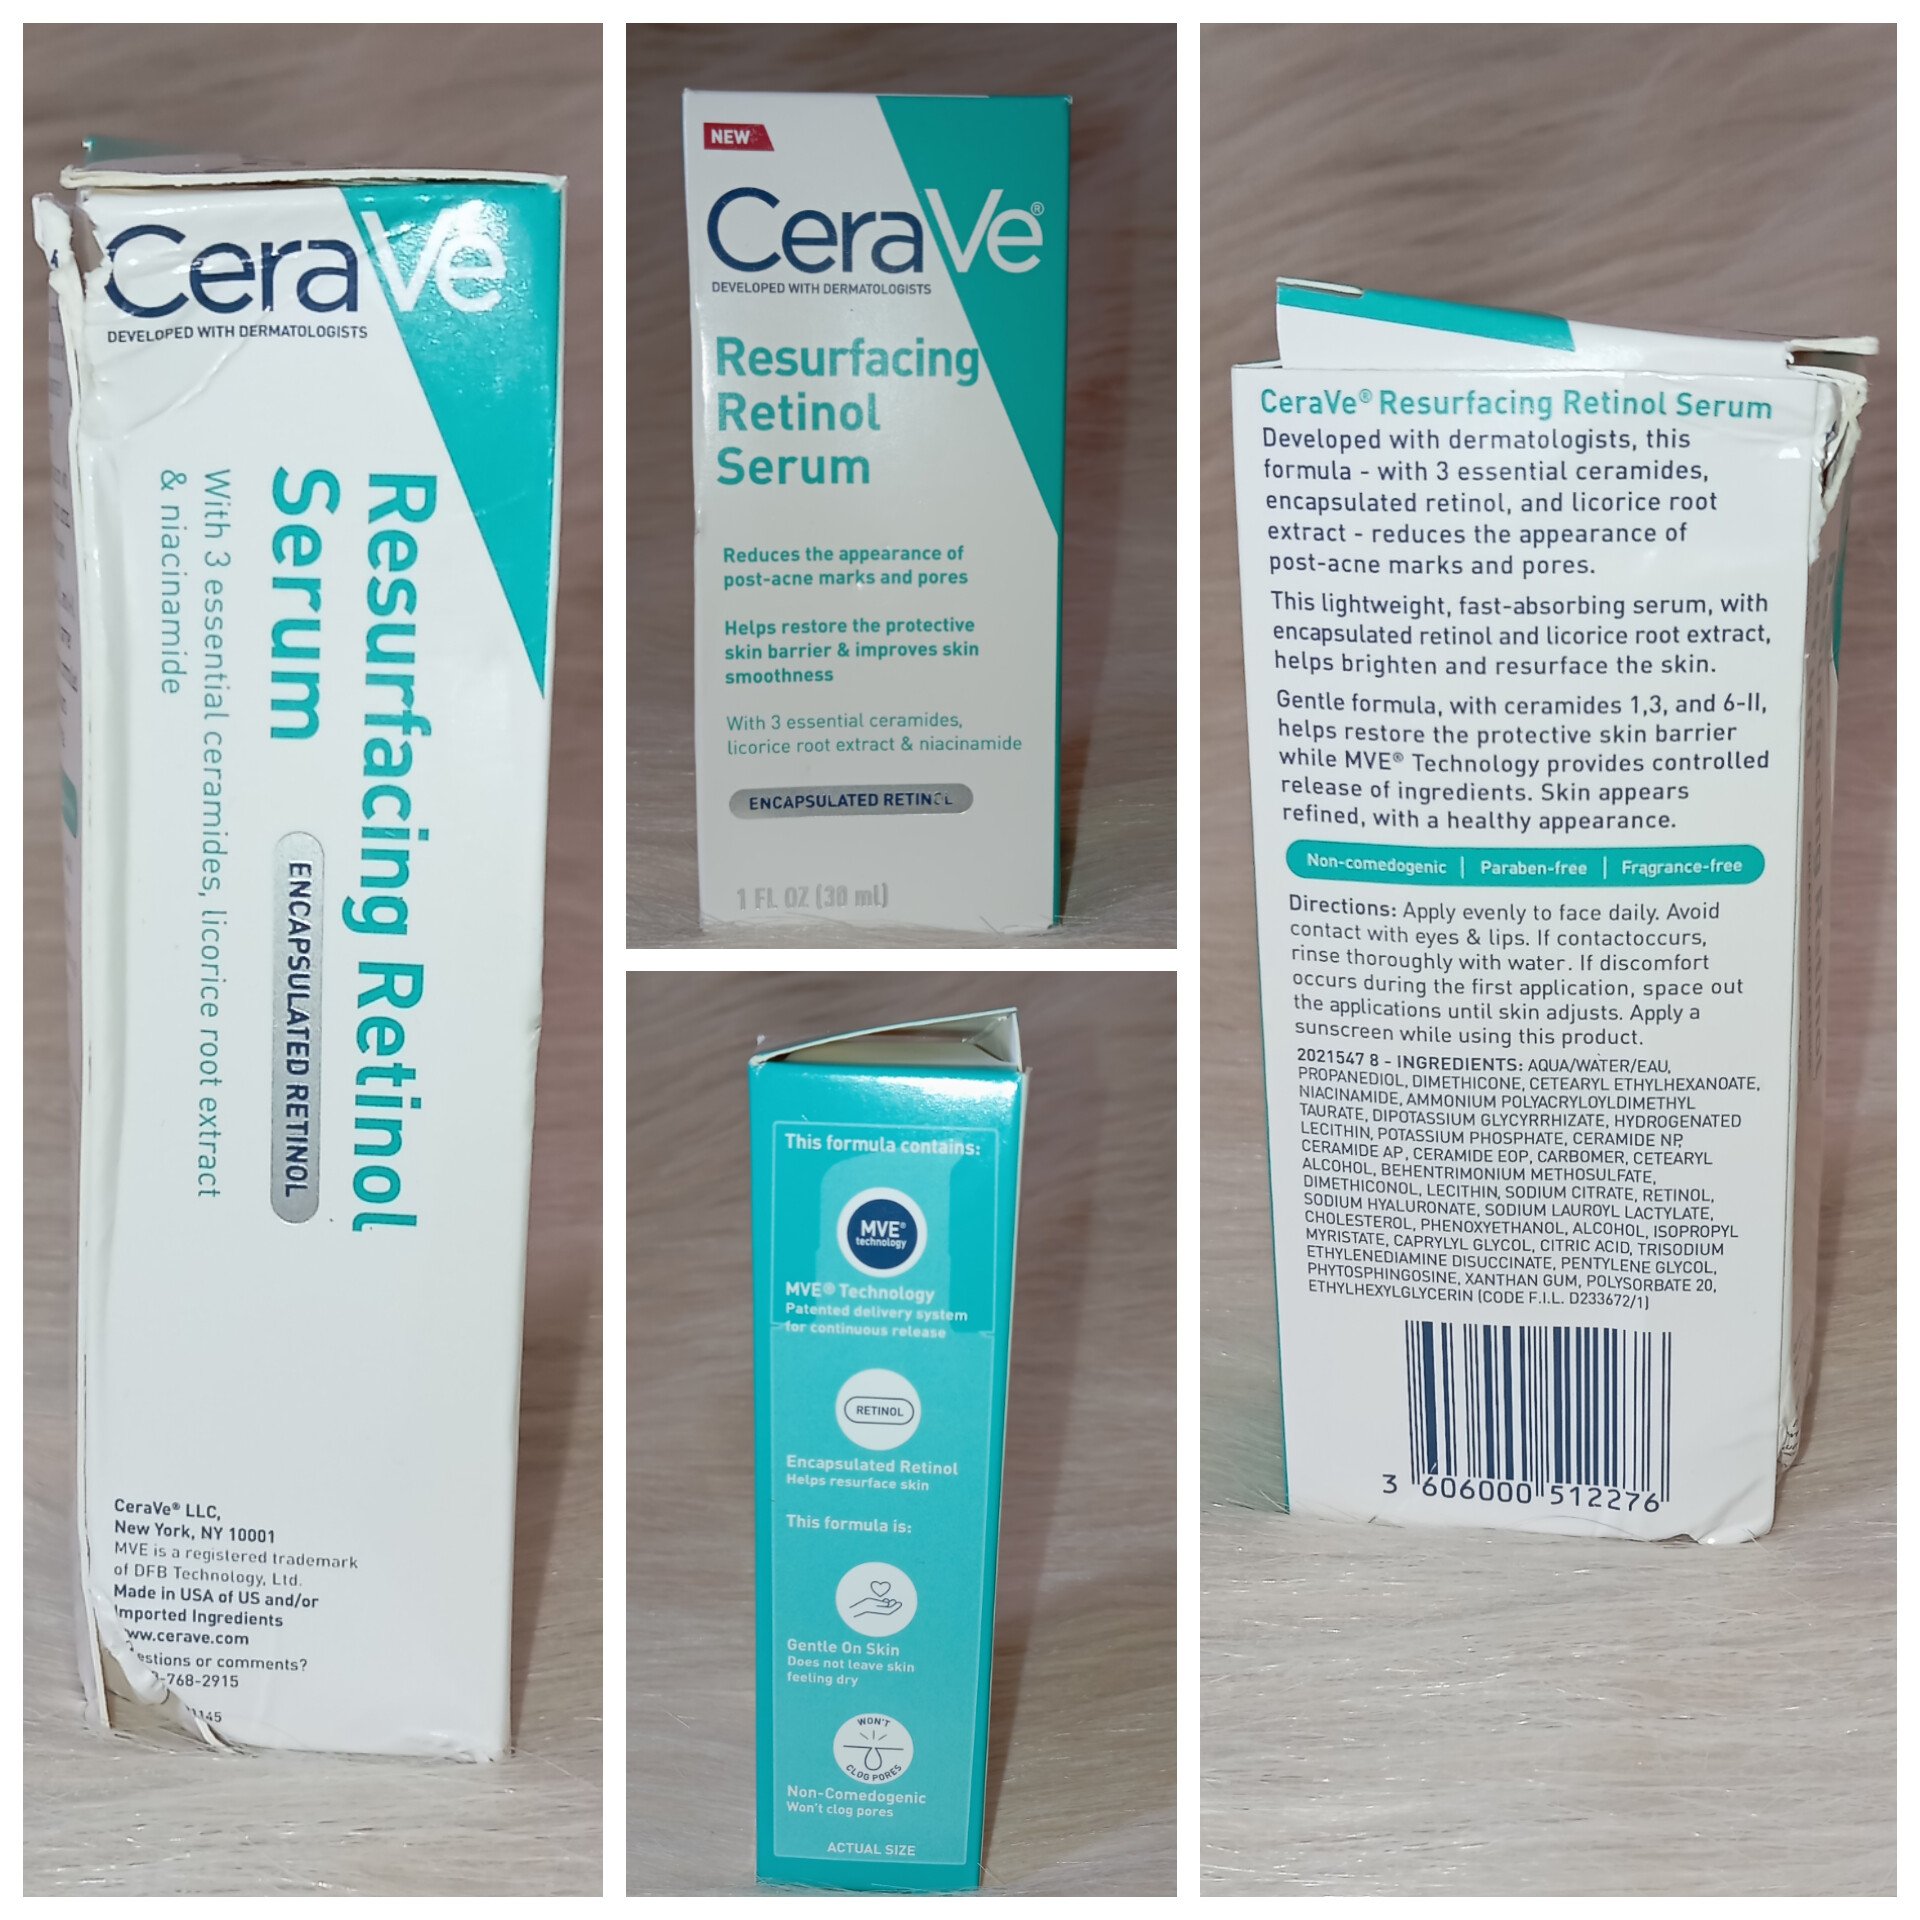 CeraVe
DEVELOPED WITH DERMATOLOGISTS
Resurfacing Retinol
Serum
ENCAPSULATED RETINOL
With 3 essential ceramides, licorice root extract
& niacinamide
CeraVe® LLC,
New York, NY 10001
MVE is a registered trademark
of DFB Technology, Ltd.
Made in USA of US and/or
Imported Ingredients
ww.cerave.com
estions or comments?
-768-2915
145
NEW
CeraVe®
DEVELOPED WITH DERMATOLOGISTS
Resurfacing
Retinol
Serum
Reduces the appearance of
post-acne marks and pores
Helps restore the protective
skin barrier & improves skin
smoothness
With 3 essential ceramides,
licorice root extract & niacinamide
ENCAPSULATED RETINOL
1 FL OZ (30 ml)
This formula contains:
MVE®
technology
MVE® Technology
Patented delivery system
for continuous release
RETINOL
Encapsulated Retinol
Helps resurface skin
This formula is:
Gentle On Skin
Does not leave skin
feeling dry
WON'T
CLOG PORES
Non-Comedogenic
Won't clog pores
ACTUAL SIZE
CeraVe® Resurfacing Retinol Serum
Developed with dermatologists, this
formula - with 3 essential ceramides,
encapsulated retinol, and licorice root
extract - reduces the appearance of
post-acne marks and pores.
This lightweight, fast-absorbing serum, with
encapsulated retinol and licorice root extract,
helps brighten and resurface the skin.
Gentle formula, with ceramides 1,3, and 6-II,
helps restore the protective skin barrier
while MVE® Technology provides controlled
release of ingredients. Skin appears
refined, with a healthy appearance.
Non-comedogenic | Paraben-free | Fragrance-free
Directions: Apply evenly to face daily. Avoid
contact with eyes & lips. If contactoccurs,
rinse thoroughly with water. If discomfort
occurs during the first application, space out
the applications until skin adjusts. Apply a
sunscreen while using this product.
2021547 8 - INGREDIENTS: AQUA/WATER/EAU,
PROPANEDIOL, DIMETHICONE, CETEARYL ETHYLHEXANOATE,
NIACINAMIDE, AMMONIUM POLYACRYLOYLDIMETHYL
TAURATE, DIPOTASSIUM GLYCYRRHIZATE, HYDROGENATED
LECITHIN, POTASSIUM PHOSPHATE, CERAMIDE NP,
CERAMIDE AP, CERAMIDE EOP, CARBOMER, CETEARYL
ALCOHOL, BEHENTRIMONIUM METHOSULFATE,
DIMETHICONOL, LECITHIN, SODIUM CITRATE, RETINOL,
SODIUM HYALURONATE, SODIUM LAUROYL LACTYLATE,
CHOLESTEROL, PHENOXYETHANOL, ALCOHOL, ISOPROPYL
MYRISTATE, CAPRYLYL GLYCOL, CITRIC ACID, TRISODIUM
ETHYLENEDIAMINE DISUCCINATE, PENTYLENE GLYCOL,
PHYTOSPHINGOSINE, XANTHAN GUM, POLYSORBATE 20,
ETHYLHEXYLGLYCERIN (CODE F.I.L. D233672/1)
3 606000 512276